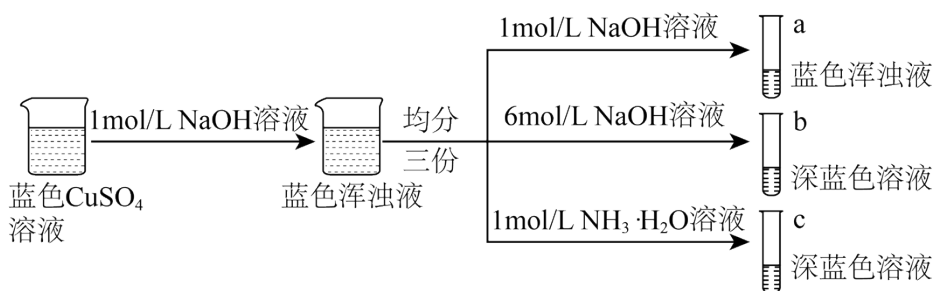 1mol/L NaOH溶液
a
蓝色浑浊液
1mol/L NaOH溶液
均分
三份
6mol/L NaOH溶液
b
深蓝色溶液
蓝色CuSO₄
溶液
蓝色浑浊液
1mol/L NH₃·H₂O溶液
c
深蓝色溶液